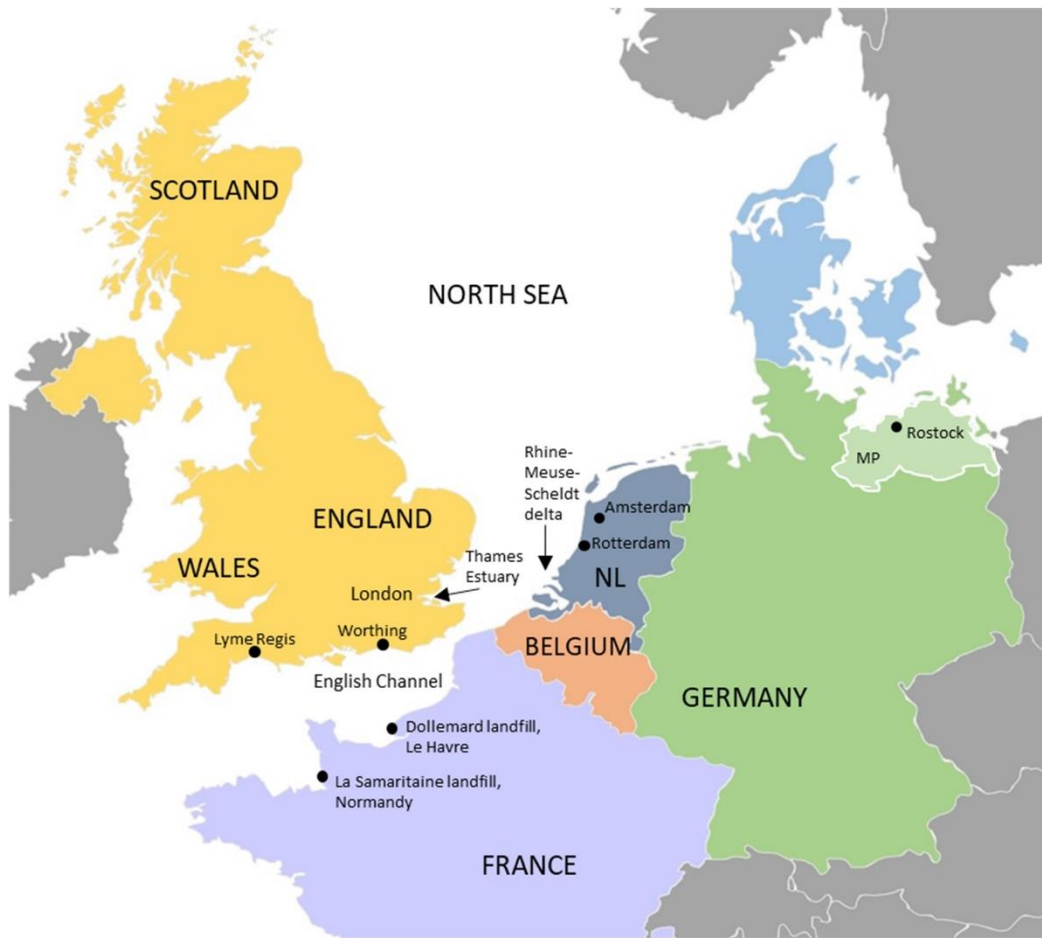 SCOTLAND
NORTH SEA
Rostock
MP
Rhine-
Meuse-
Scheldt
delta
Amsterdam
ENGLAND
Rotterdam
Thames
Estuary
WALES
NL
London
Worthing
Lyme Regis
BELGIUM
English Channel
GERMANY
Dollemard landfill,
Le Havre
La Samaritaine landfill,
Normandy
FRANCE